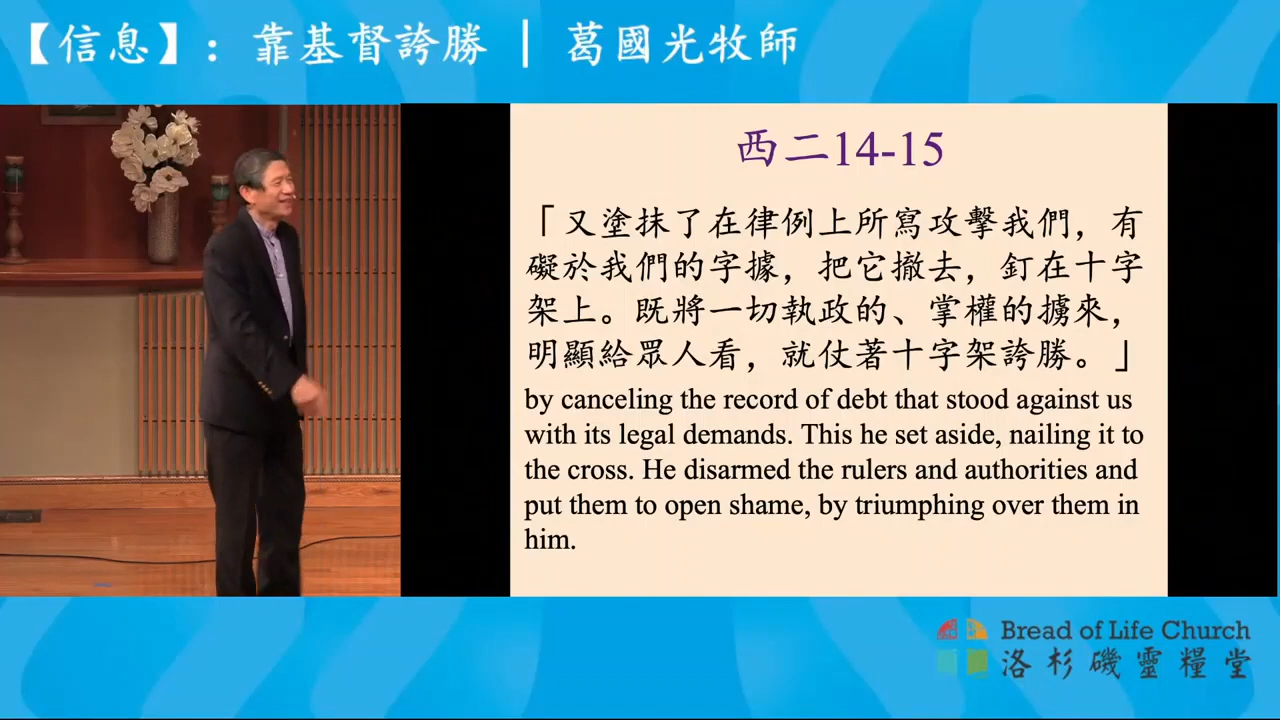 【信息】：靠基督誇勝 | 葛國光牧師
西二14-15
「又塗抹了在律例上所寫攻擊我們，有
礙於我們的字據，把它撤去，釘在十字
架上。既將一切執政的、掌權的擄來，
明顯給眾人看，就仗著十字架誇勝。」
by canceling the record of debt that stood against us
with its legal demands. This he set aside, nailing it to
the cross. He disarmed the rulers and authorities and
put them to open shame, by triumphing over them in
him.
Bread of Life Church
洛杉磯靈糧堂